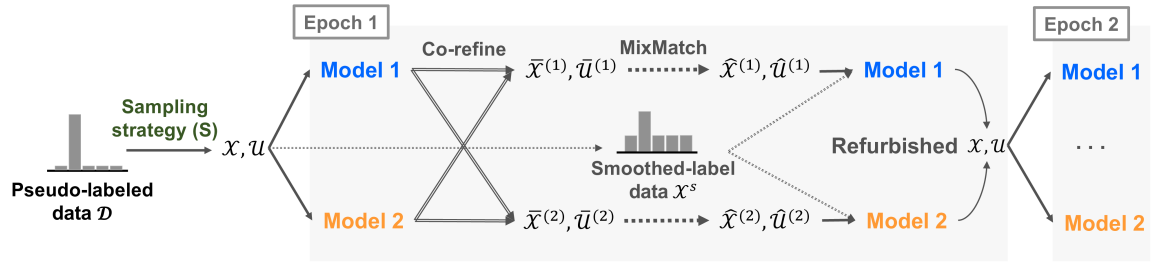 Epoch 1
Epoch 2
Co-refine
MixMatch
Model 1
𝒳̄⁽¹⁾, 𝒰̄⁽¹⁾
𝒳̂⁽¹⁾, 𝒰̂⁽¹⁾
Model 1
Model 1
Sampling
strategy (S)
𝒳, 𝒰
Refurbished 𝒳, 𝒰
...
Smoothed-label
data 𝒳ˢ
Pseudo-labeled
data 𝒟
Model 2
𝒳̄⁽²⁾, 𝒰̄⁽²⁾
𝒳̂⁽²⁾, 𝒰̂⁽²⁾
Model 2
Model 2